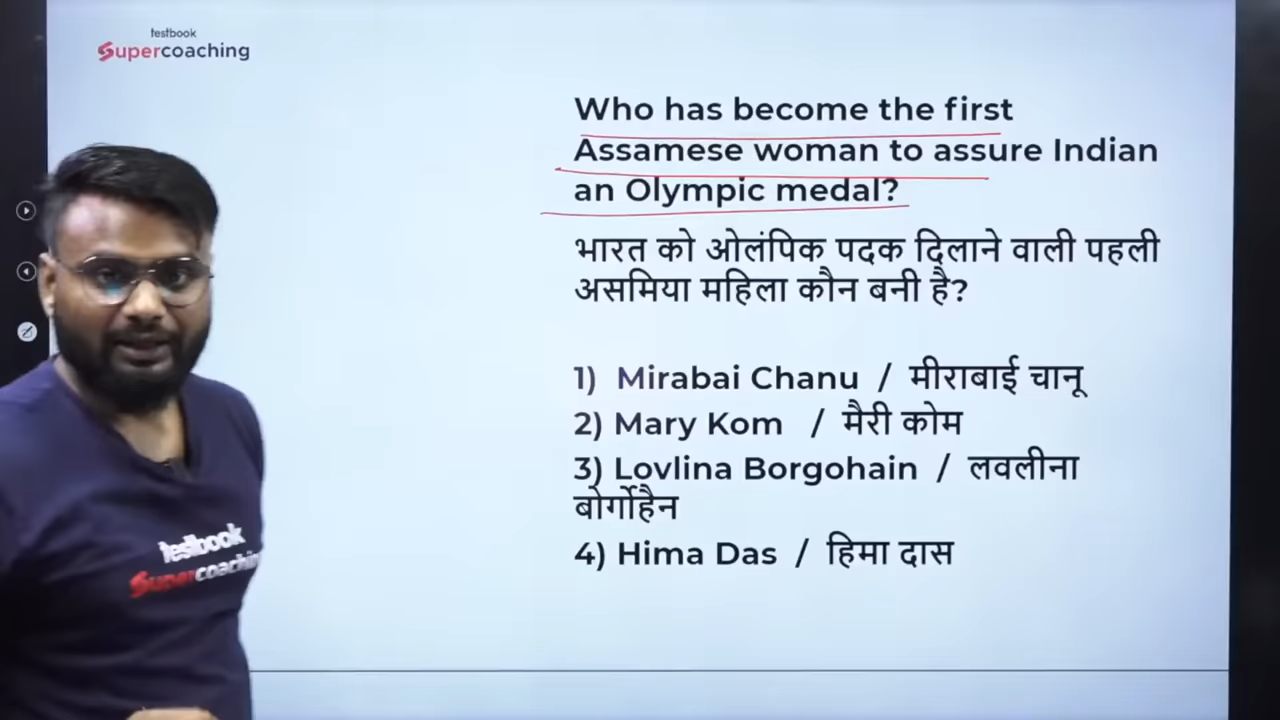 testbook
Supercoaching
Who has become the first
Assamese woman to assure Indian
an Olympic medal?
भारत को ओलंपिक पदक दिलाने वाली पहली
असमिया महिला कौन बनी है?
1) Mirabai Chanu / मीराबाई चानू
2) Mary Kom / मैरी कोम
3) Lovlina Borgohain / लवलीना
बोर्गोहैन
4) Hima Das / हिमा दास
testbook
Supercoaching